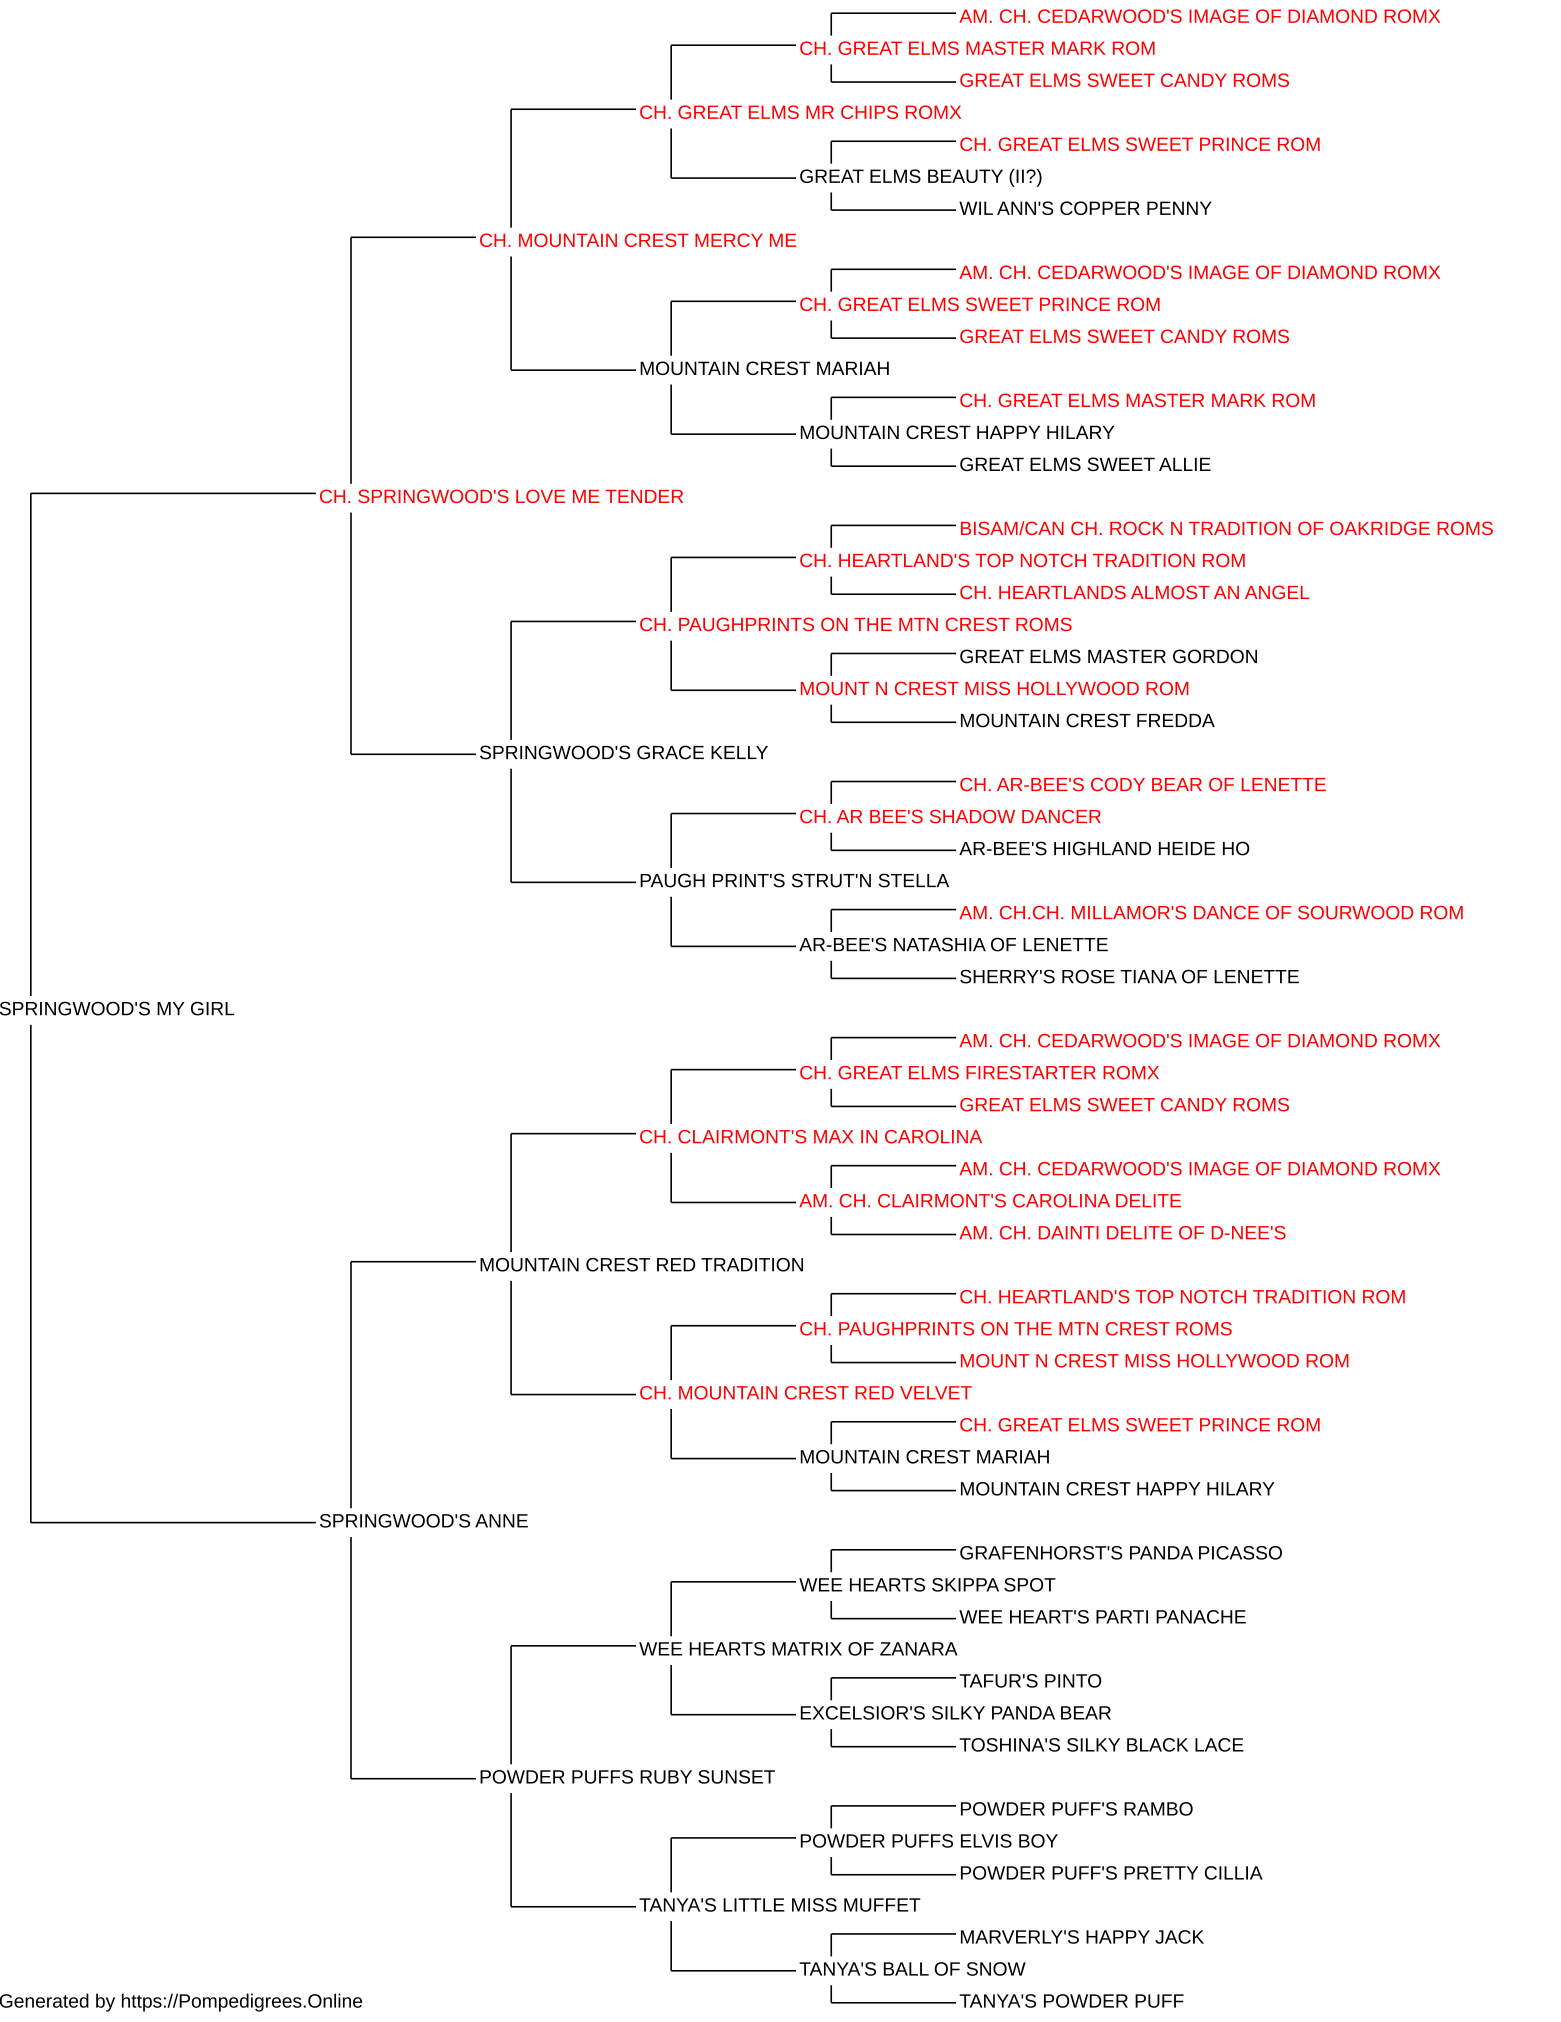 AM. CH. CEDARWOOD'S IMAGE OF DIAMOND ROMX
CH. GREAT ELMS MASTER MARK ROM
GREAT ELMS SWEET CANDY ROMS
CH. GREAT ELMS MR CHIPS ROMX
CH. GREAT ELMS SWEET PRINCE ROM
GREAT ELMS BEAUTY (II?)
WIL ANN'S COPPER PENNY
CH. MOUNTAIN CREST MERCY ME
AM. CH. CEDARWOOD'S IMAGE OF DIAMOND ROMX
CH. GREAT ELMS SWEET PRINCE ROM
GREAT ELMS SWEET CANDY ROMS
MOUNTAIN CREST MARIAH
CH. GREAT ELMS MASTER MARK ROM
MOUNTAIN CREST HAPPY HILARY
GREAT ELMS SWEET ALLIE
CH. SPRINGWOOD'S LOVE ME TENDER
BISAM/CAN CH. ROCK N TRADITION OF OAKRIDGE ROMS
CH. HEARTLAND'S TOP NOTCH TRADITION ROM
CH. HEARTLANDS ALMOST AN ANGEL
CH. PAUGHPRINTS ON THE MTN CREST ROMS
GREAT ELMS MASTER GORDON
MOUNT N CREST MISS HOLLYWOOD ROM
MOUNTAIN CREST FREDDA
SPRINGWOOD'S GRACE KELLY
CH. AR-BEE'S CODY BEAR OF LENETTE
CH. AR BEE'S SHADOW DANCER
AR-BEE'S HIGHLAND HEIDE HO
PAUGH PRINT'S STRUT'N STELLA
AM. CH.CH. MILLAMOR'S DANCE OF SOURWOOD ROM
AR-BEE'S NATASHIA OF LENETTE
SHERRY'S ROSE TIANA OF LENETTE
SPRINGWOOD'S MY GIRL
AM. CH. CEDARWOOD'S IMAGE OF DIAMOND ROMX
CH. GREAT ELMS FIRESTARTER ROMX
GREAT ELMS SWEET CANDY ROMS
CH. CLAIRMONT'S MAX IN CAROLINA
AM. CH. CEDARWOOD'S IMAGE OF DIAMOND ROMX
AM. CH. CLAIRMONT'S CAROLINA DELITE
AM. CH. DAINTI DELITE OF D-NEE'S
MOUNTAIN CREST RED TRADITION
CH. HEARTLAND'S TOP NOTCH TRADITION ROM
CH. PAUGHPRINTS ON THE MTN CREST ROMS
MOUNT N CREST MISS HOLLYWOOD ROM
CH. MOUNTAIN CREST RED VELVET
CH. GREAT ELMS SWEET PRINCE ROM
MOUNTAIN CREST MARIAH
MOUNTAIN CREST HAPPY HILARY
SPRINGWOOD'S ANNE
GRAFENHORST'S PANDA PICASSO
WEE HEARTS SKIPPA SPOT
WEE HEART'S PARTI PANACHE
WEE HEARTS MATRIX OF ZANARA
TAFUR'S PINTO
EXCELSIOR'S SILKY PANDA BEAR
TOSHINA'S SILKY BLACK LACE
POWDER PUFFS RUBY SUNSET
POWDER PUFF'S RAMBO
POWDER PUFFS ELVIS BOY
POWDER PUFF'S PRETTY CILLIA
TANYA'S LITTLE MISS MUFFET
MARVERLY'S HAPPY JACK
TANYA'S BALL OF SNOW
TANYA'S POWDER PUFF
Generated by https://Pompedigrees.Online